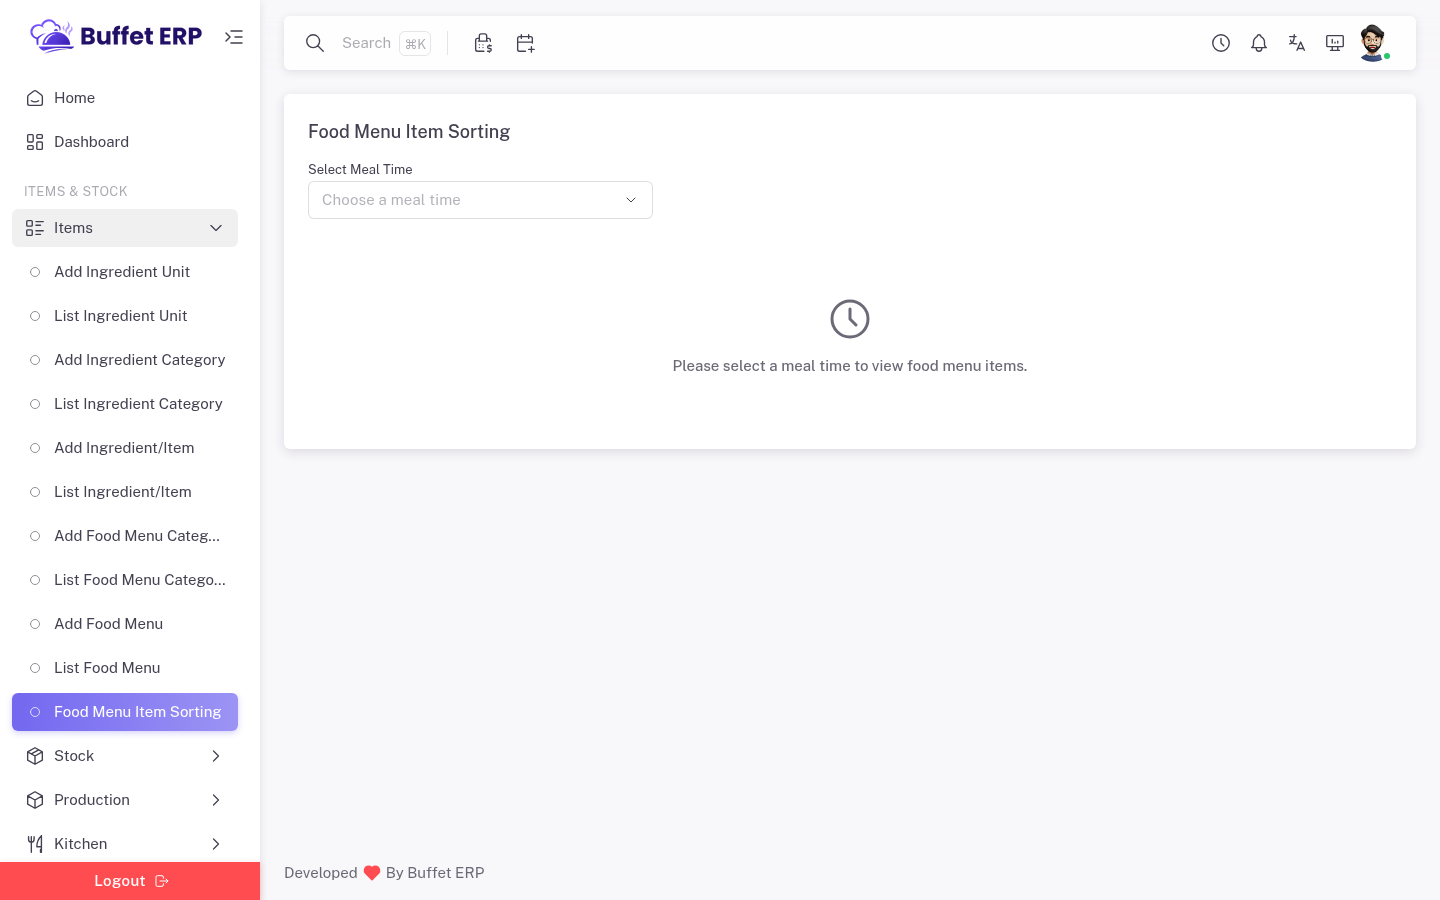 Buffet ERP
Home
Dashboard
ITEMS & STOCK
Items
Add Ingredient Unit
List Ingredient Unit
Add Ingredient Category
List Ingredient Category
Add Ingredient/Item
List Ingredient/Item
Add Food Menu Categ...
List Food Menu Catego...
Add Food Menu
List Food Menu
Food Menu Item Sorting
Stock
Production
Kitchen
Logout
Search ⌘K
Food Menu Item Sorting
Select Meal Time
Choose a meal time
Please select a meal time to view food menu items.
Developed By Buffet ERP